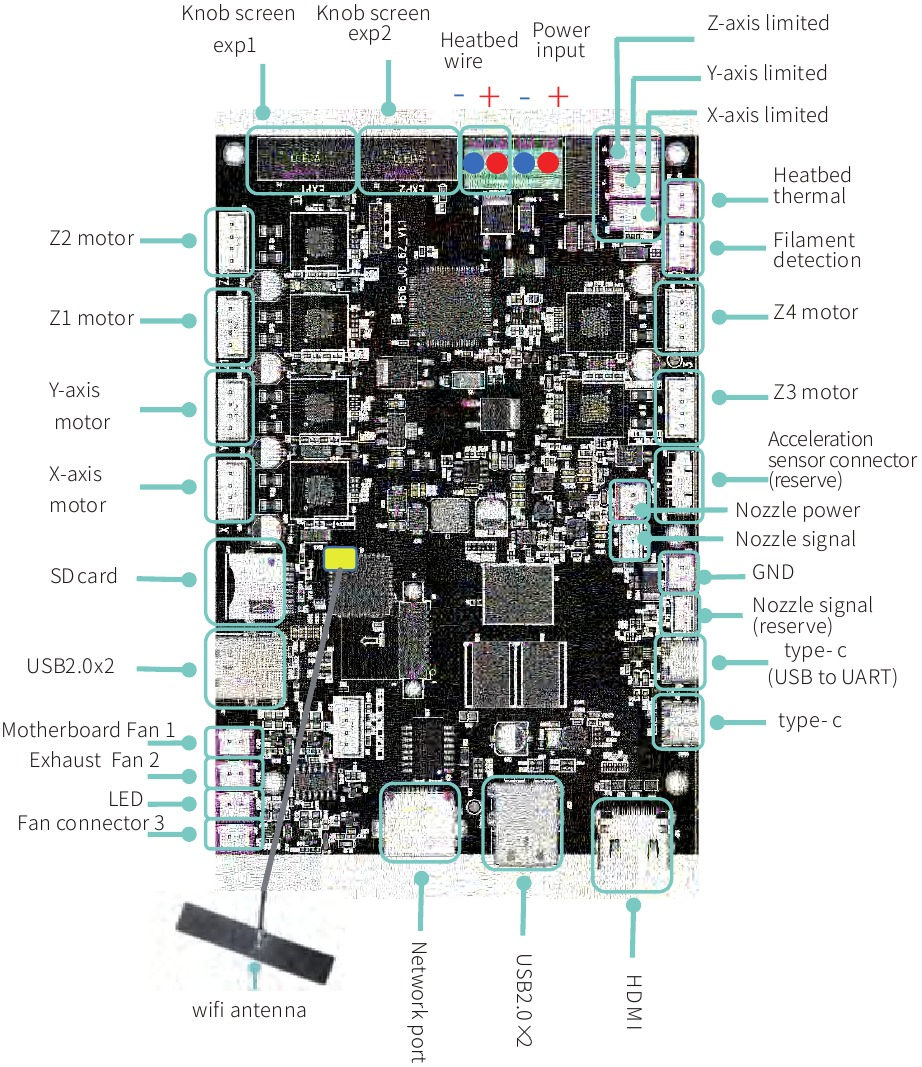 Knob screen
exp1
Knob screen
exp2
Heatbed
wire
Power
input
- + - +
Z-axis limited
Y-axis limited
X-axis limited
Heatbed
thermal
Filament
detection
Z4 motor
Z3 motor
Acceleration
sensor connector
(reserve)
Nozzle power
Nozzle signal
GND
Nozzle signal
(reserve)
type-c
(USB to UART)
type-c
Z2 motor
Z1 motor
Y-axis
motor
X-axis
motor
SD card
USB2.0x2
Motherboard Fan 1
Exhaust Fan 2
LED
Fan connector 3
EXP1
EXP2
wifi antenna
Network port
USB2.0X2
HDMI